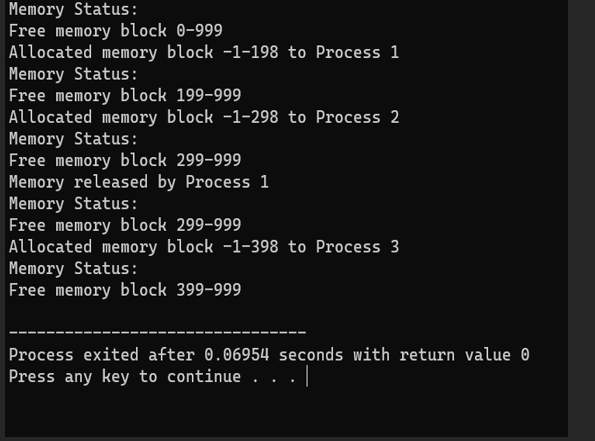 Memory Status:
Free memory block 0-999
Allocated memory block -1-198 to Process 1
Memory Status:
Free memory block 199-999
Allocated memory block -1-298 to Process 2
Memory Status:
Free memory block 299-999
Memory released by Process 1
Memory Status:
Free memory block 299-999
Allocated memory block -1-398 to Process 3
Memory Status:
Free memory block 399-999

--------------------------------
Process exited after 0.06954 seconds with return value 0
Press any key to continue . . .